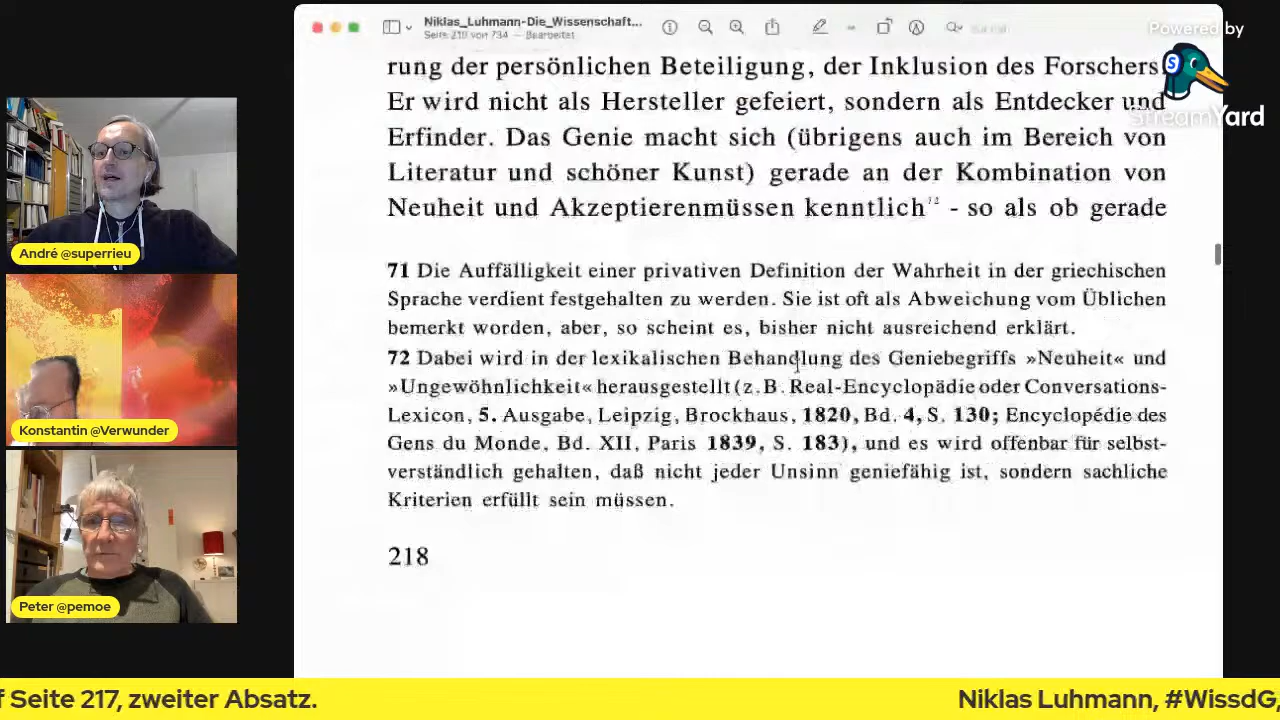 Niklas_Luhmann-Die_Wissenschaft...
Seite 219 von 734 — Bearbeitet
Powered by
StreamYard
rung der persönlichen Beteiligung, der Inklusion des Forschers.
Er wird nicht als Hersteller gefeiert, sondern als Entdecker und
Erfinder. Das Genie macht sich (übrigens auch im Bereich von
Literatur und schöner Kunst) gerade an der Kombination von
Neuheit und Akzeptierenmüssen kenntlich - so als ob gerade
71 Die Auffälligkeit einer privativen Definition der Wahrheit in der griechischen
Sprache verdient festgehalten zu werden. Sie ist oft als Abweichung vom Üblichen
bemerkt worden, aber, so scheint es, bisher nicht ausreichend erklärt.
72 Dabei wird in der lexikalischen Behandlung des Geniebegriffs »Neuheit« und
»Ungewöhnlichkeit« herausgestellt (z.B. Real-Encyclopädie oder Conversations-
Lexicon, 5. Ausgabe, Leipzig, Brockhaus, 1820, Bd. 4, S. 130; Encyclopédie des
Gens du Monde, Bd. XII, Paris 1839, S. 183), und es wird offenbar für selbst-
verständlich gehalten, daß nicht jeder Unsinn geniefähig ist, sondern sachliche
Kriterien erfüllt sein müssen.
218
André @superrieu
Konstantin @Verwunder
Peter @pemoe
f Seite 217, zweiter Absatz.
Niklas Luhmann, #WissdG,